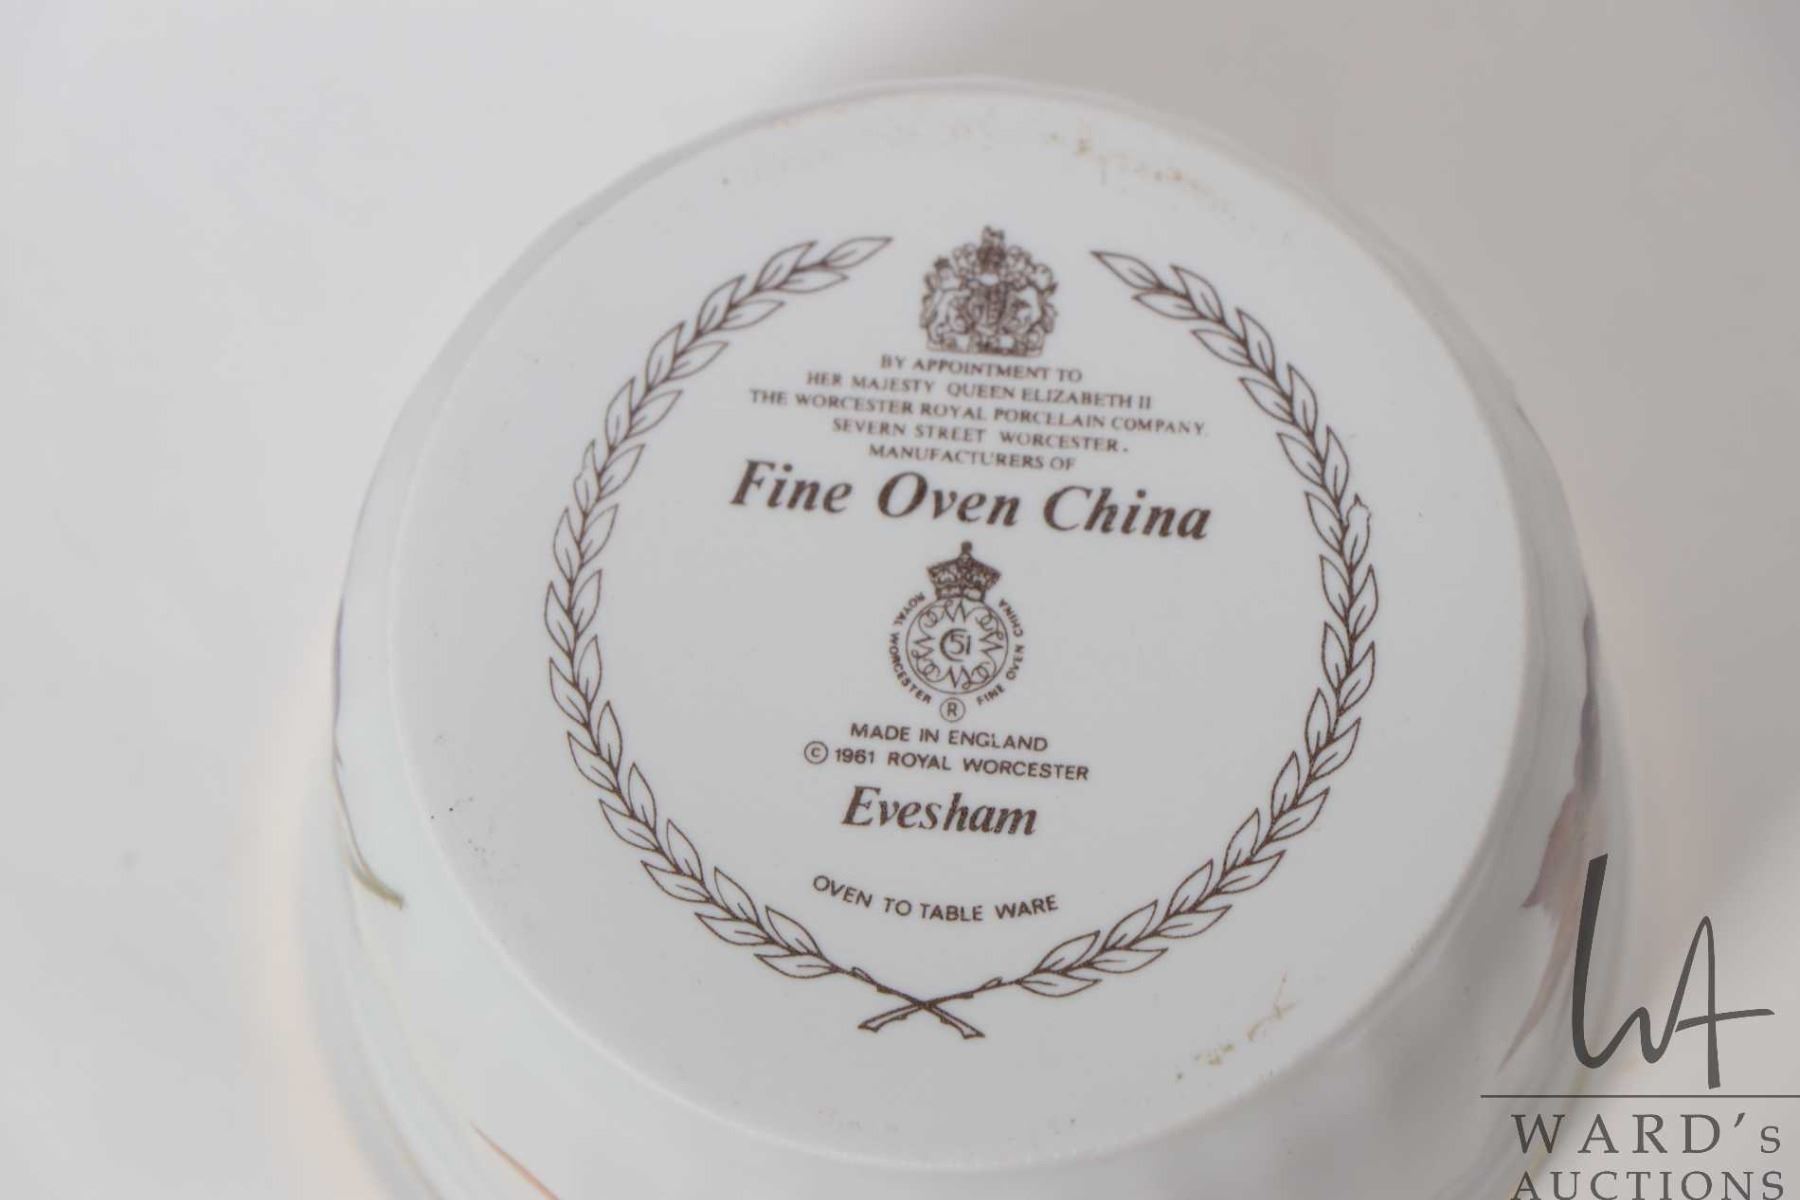 BY APPOINTMENT TO
HER MAJESTY QUEEN ELIZABETH II
THE WORCESTER ROYAL PORCELAIN COMPANY.
SEVERN STREET WORCESTER.
MANUFACTURERS OF
Fine Oven China
ROYAL WORCESTER FINE OVEN CHINA
51
®
MADE IN ENGLAND
© 1961 ROYAL WORCESTER
Evesham
OVEN TO TABLE WARE
WA
WARD's
AUCTIONS